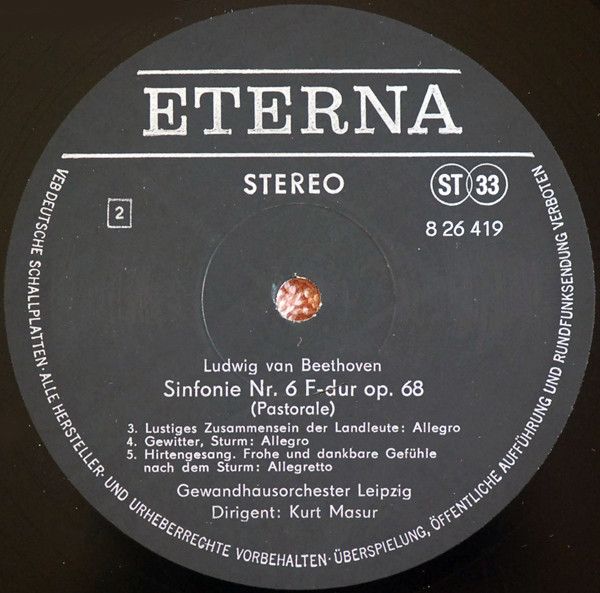 ETERNA
STEREO
ST 33
2
8 26 419
Ludwig van Beethoven
Sinfonie Nr. 6 F-dur op. 68
(Pastorale)
3. Lustiges Zusammensein der Landleute: Allegro
4. Gewitter, Sturm: Allegro
5. Hirtengesang. Frohe und dankbare Gefühle
nach dem Sturm: Allegretto
Gewandhausorchester Leipzig
Dirigent: Kurt Masur
VEB DEUTSCHE SCHALLPLATTEN · ALLE HERSTELLER- UND URHEBERRECHTE VORBEHALTEN · ÜBERSPIELUNG, ÖFFENTLICHE AUFFÜHRUNG UND RUNDFUNKSENDUNG VERBOTEN